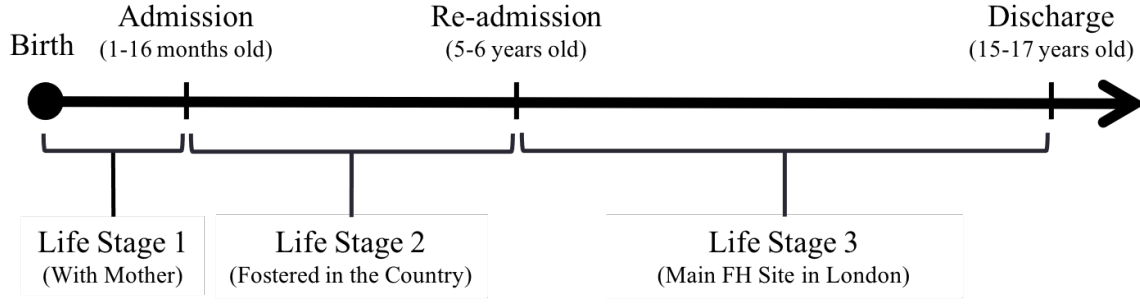 Birth
Admission
(1-16 months old)
Re-admission
(5-6 years old)
Discharge
(15-17 years old)
Life Stage 1
(With Mother)
Life Stage 2
(Fostered in the Country)
Life Stage 3
(Main FH Site in London)